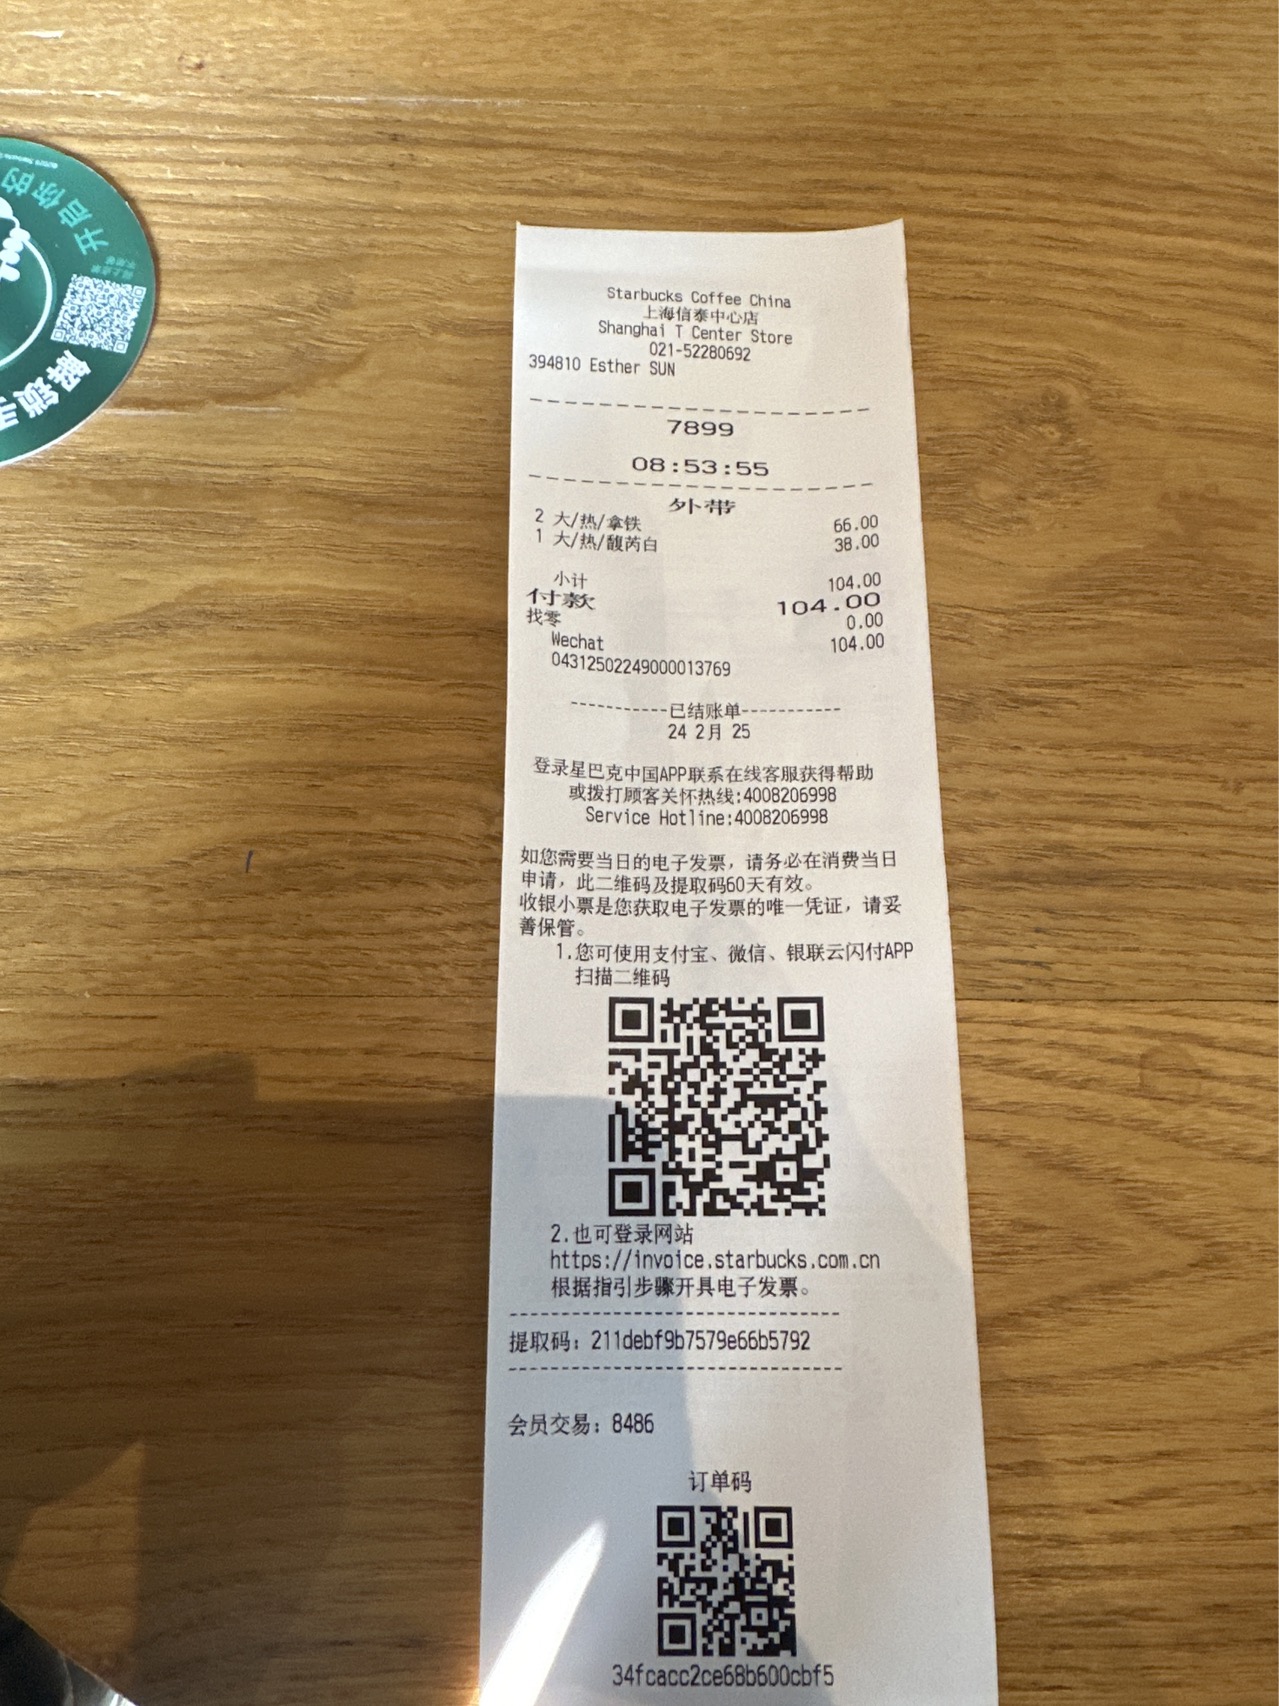 开启你的
解锁
Starbucks Coffee China
上海信泰中心店
Shanghai T Center Store
021-52280692
394810 Esther SUN
7899
08:53:55
外带
2 大/热/拿铁 66.00
1 大/热/馥芮白 38.00
小计 104.00
付款 104.00
找零 0.00
Wechat 104.00
04312502249000013769
-----------已结账单-----------
24 2月 25
登录星巴克中国APP联系在线客服获得帮助
或拨打顾客关怀热线:4008206998
Service Hotline:4008206998
如您需要当日的电子发票，请务必在消费当日
申请，此二维码及提取码60天有效。
收银小票是您获取电子发票的唯一凭证，请妥
善保管。
1.您可使用支付宝、微信、银联云闪付APP
扫描二维码
2.也可登录网站
https://invoice.starbucks.com.cn
根据指引步骤开具电子发票。
提取码：211debf9b7579e66b5792
会员交易：8486
订单码
34fcacc2ce68b600cbf5